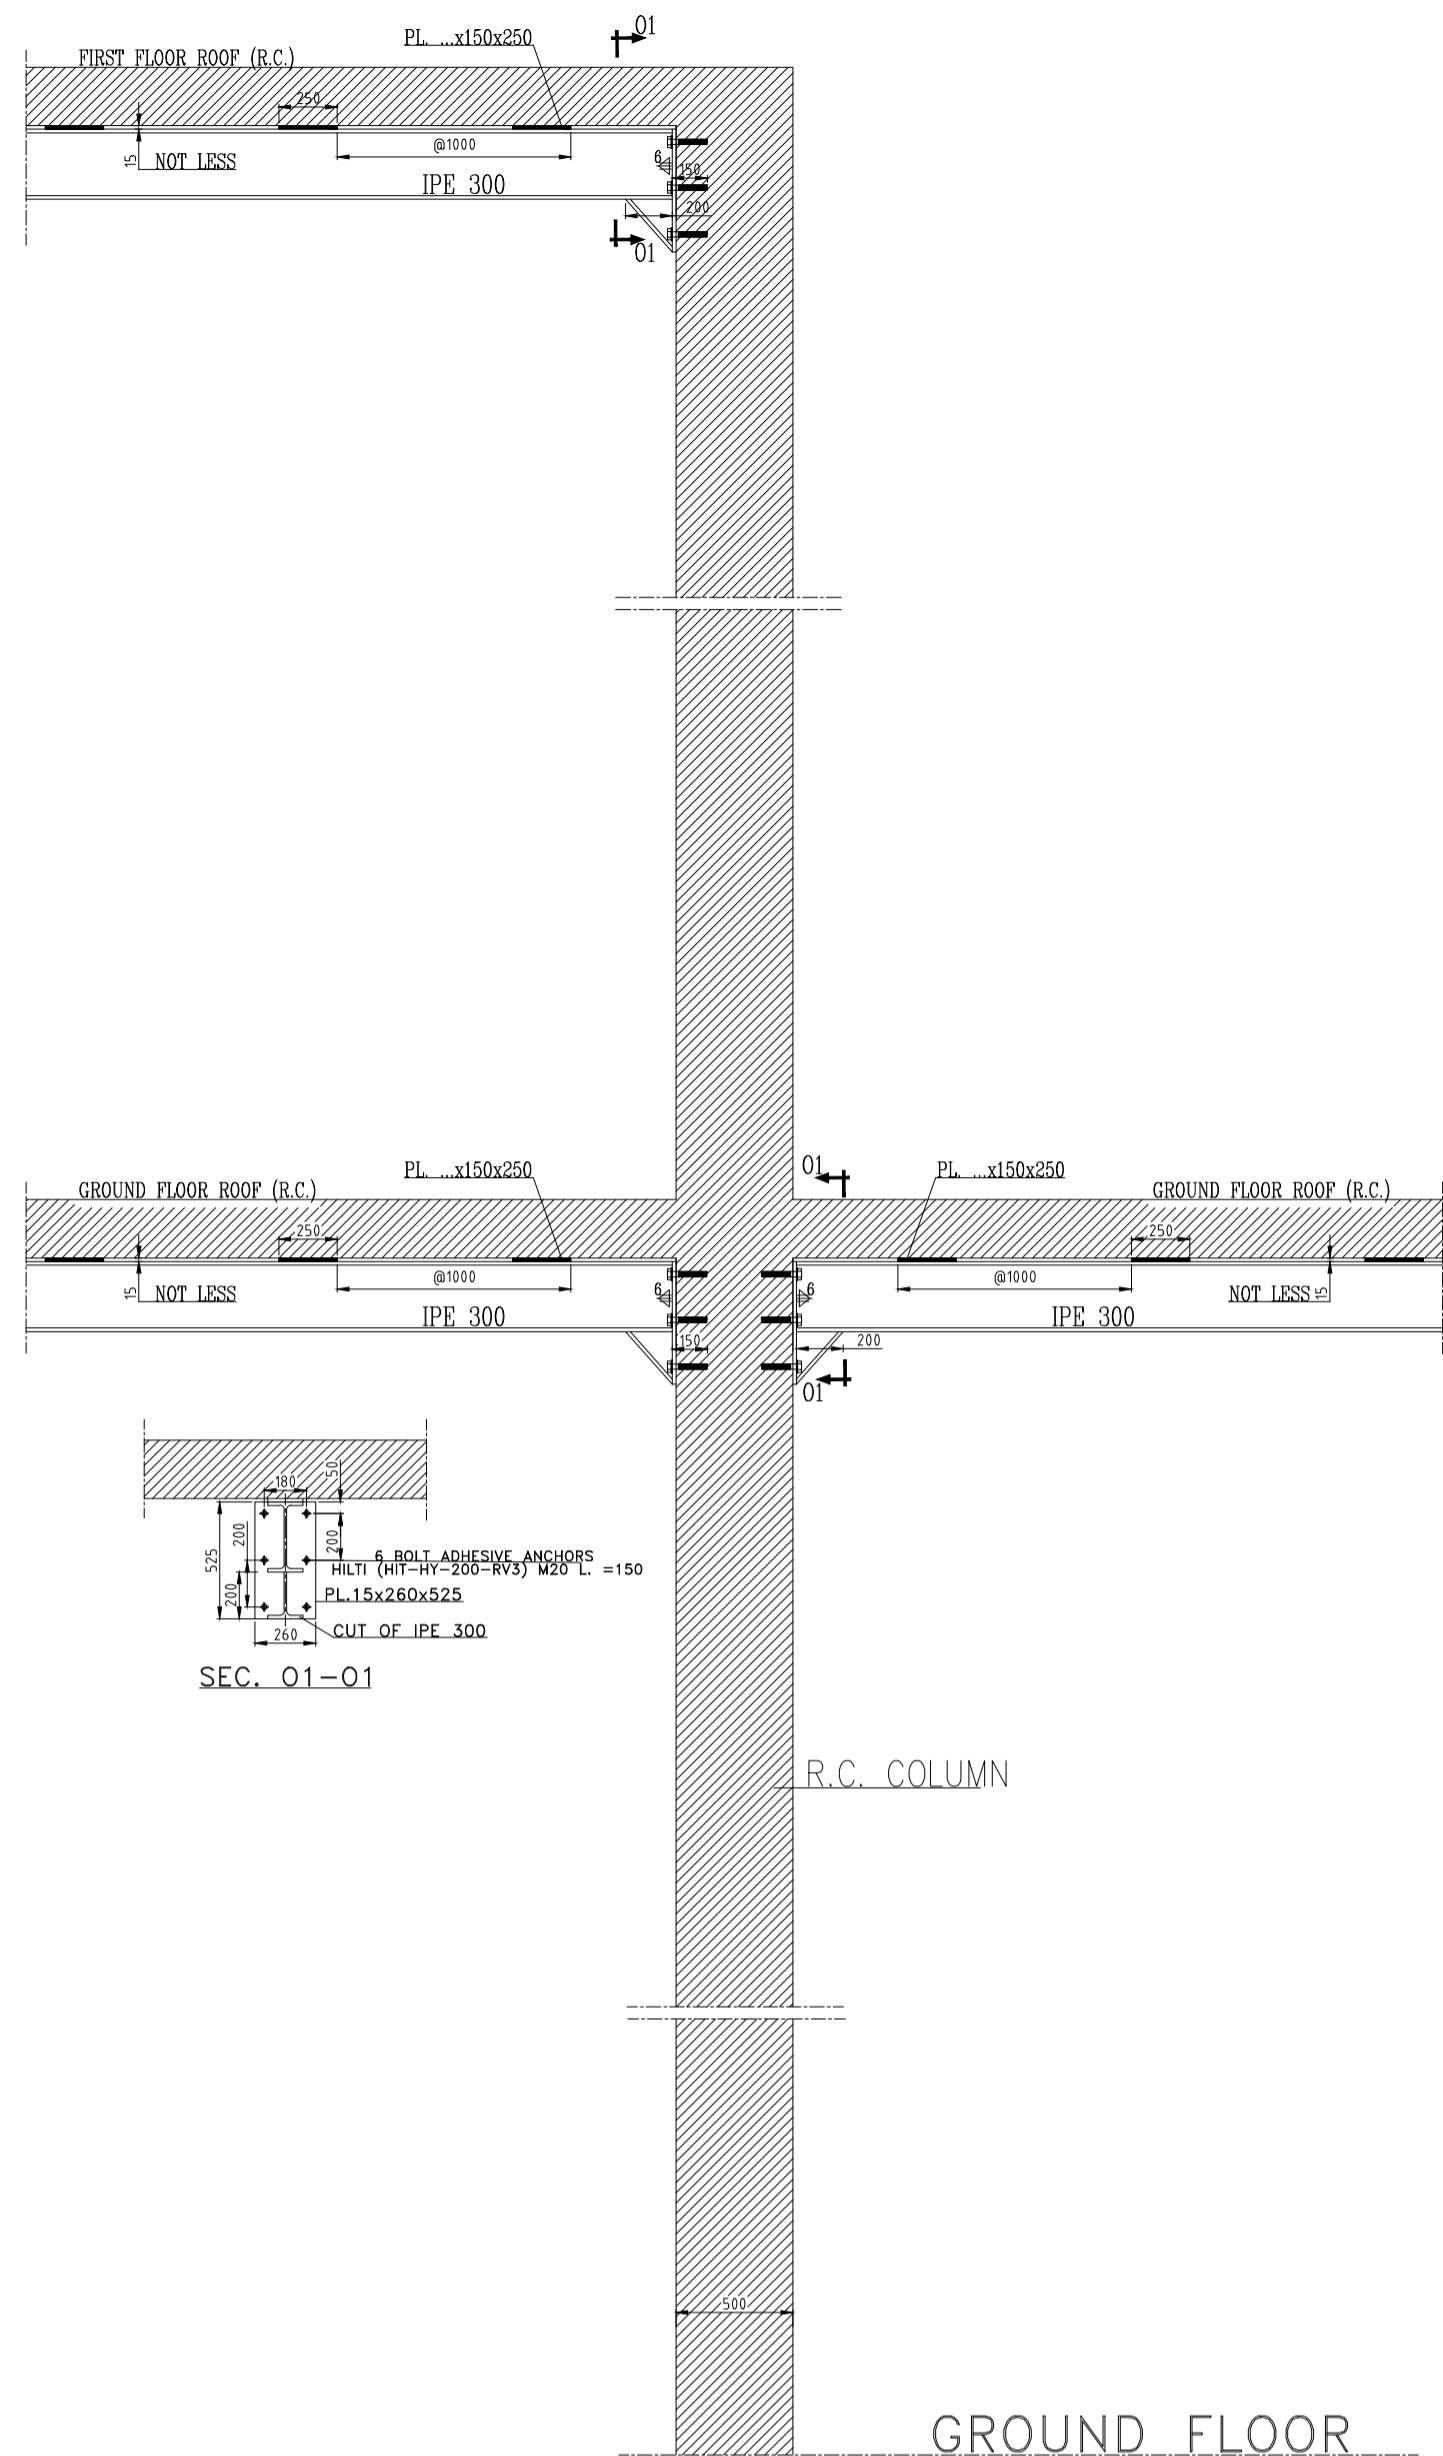 01
PL. ...x150x250
FIRST FLOOR ROOF (R.C.)
250
@1000
15 NOT LESS
6
150
IPE 300
200
01
PL. ...x150x250
01
PL. ...x150x250
GROUND FLOOR ROOF (R.C.)
GROUND FLOOR ROOF (R.C.)
250
250
@1000
@1000
15 NOT LESS
6
6
NOT LESS 15
IPE 300
IPE 300
150
200
01
50
180
200
200
525
6 BOLT ADHESIVE ANCHORS
HILTI (HIT-HY-200-RV3) M20 L. =150
200
PL.15x260x525
260
CUT OF IPE 300
SEC. 01-01
R.C. COLUMN
500
GROUND FLOOR